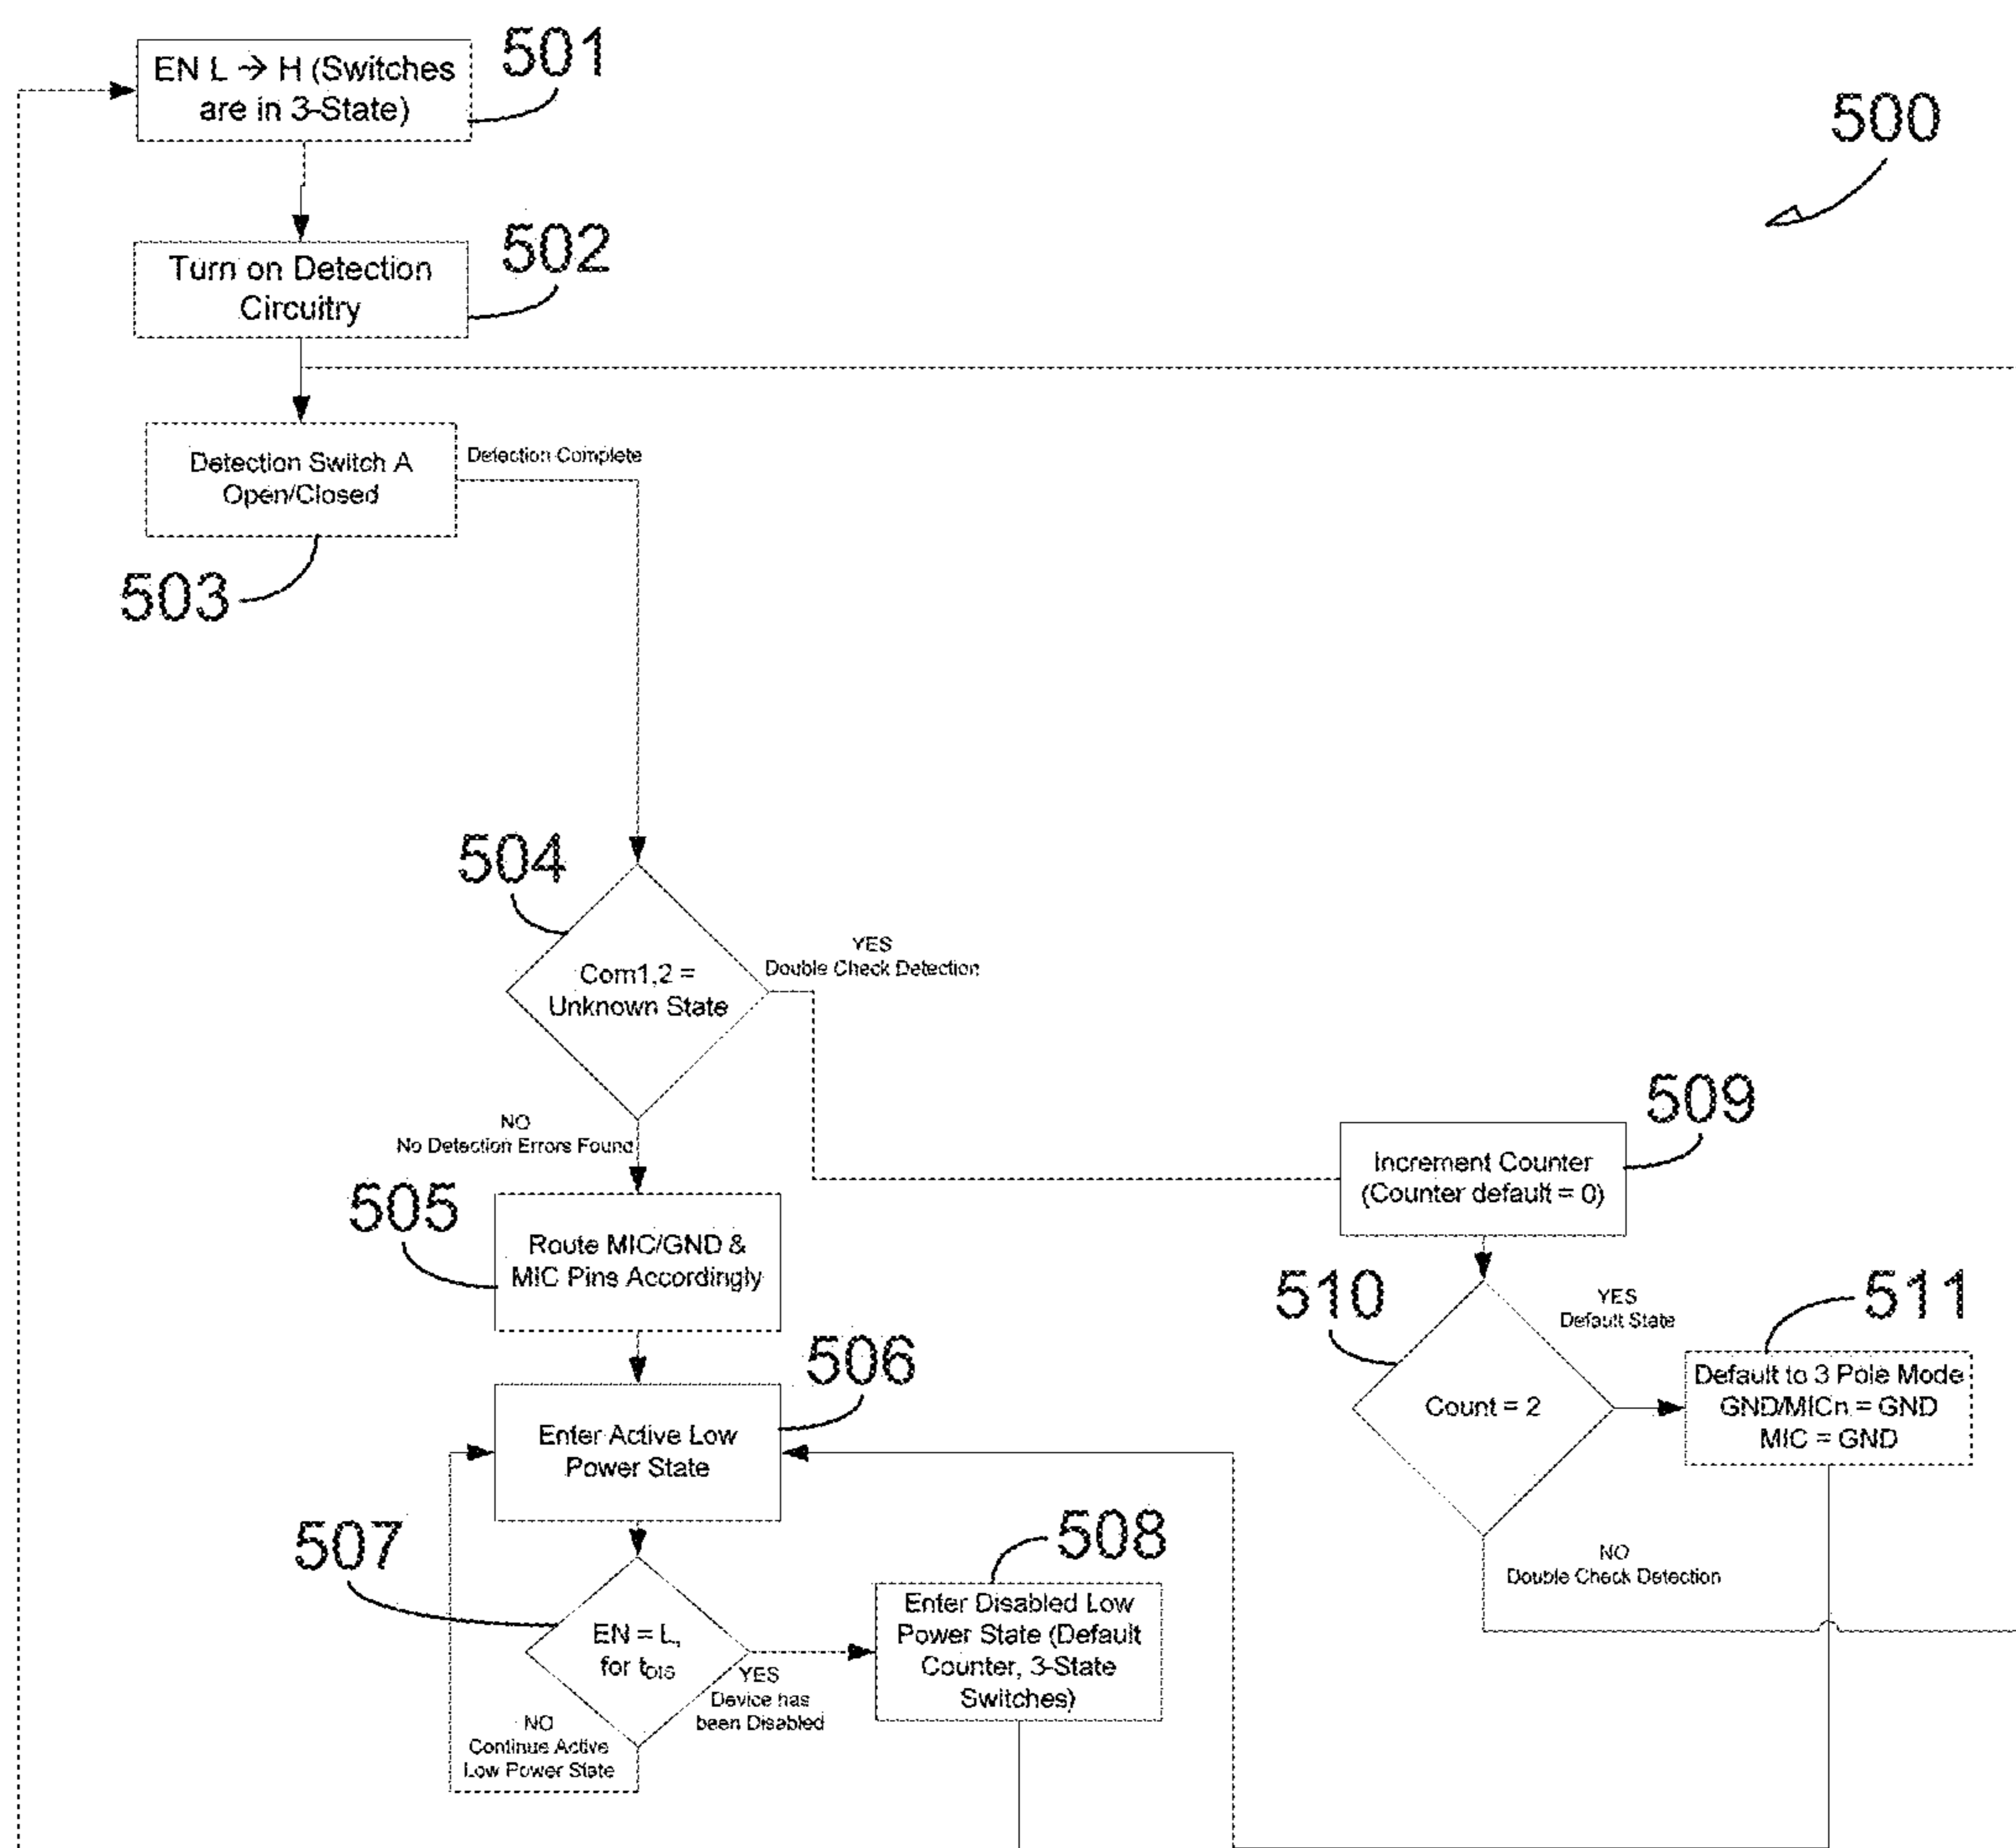 501
EN L → H (Switches
are in 3-State)
500
502
Turn on Detection
Circuitry
Detection Switch A
Open/Closed
Detection Complete
503
504
Com1,2 =
Unknown State
YES
Double Check Detection
NO
No Detection Errors Found
505
Route MIC/GND &
MIC Pins Accordingly
509
Increment Counter
(Counter default = 0)
510
Count = 2
YES
Default State
511
Default to 3 Pole Mode
GND/MICn = GND
MIC = GND
NO
Double Check Detection
506
Enter Active Low
Power State
507
EN = L,
for tDIS
YES
Device has
been Disabled
NO
Continue Active
Low Power State
508
Enter Disabled Low
Power State (Default
Counter, 3-State
Switches)